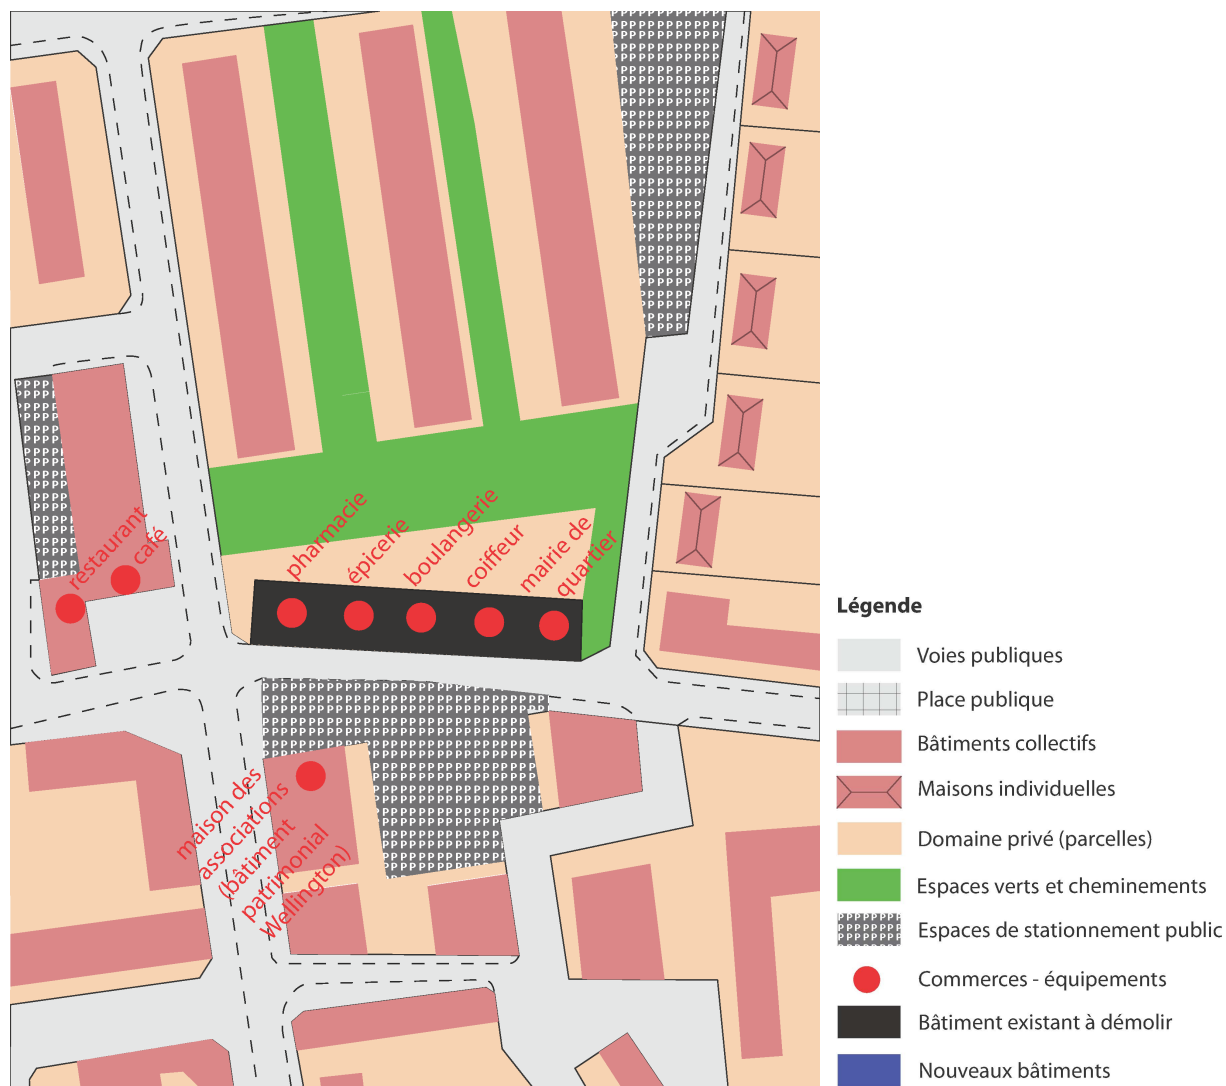 pharmacie
épicerie
boulangerie
coiffeur
mairie de
quartier
restaurant
café
maison des
associations
(bâtiment
patrimonial
Wellington)
Légende
Voies publiques
Place publique
Bâtiments collectifs
Maisons individuelles
Domaine privé (parcelles)
Espaces verts et cheminements
Espaces de stationnement public
Commerces - équipements
Bâtiment existant à démolir
Nouveaux bâtiments